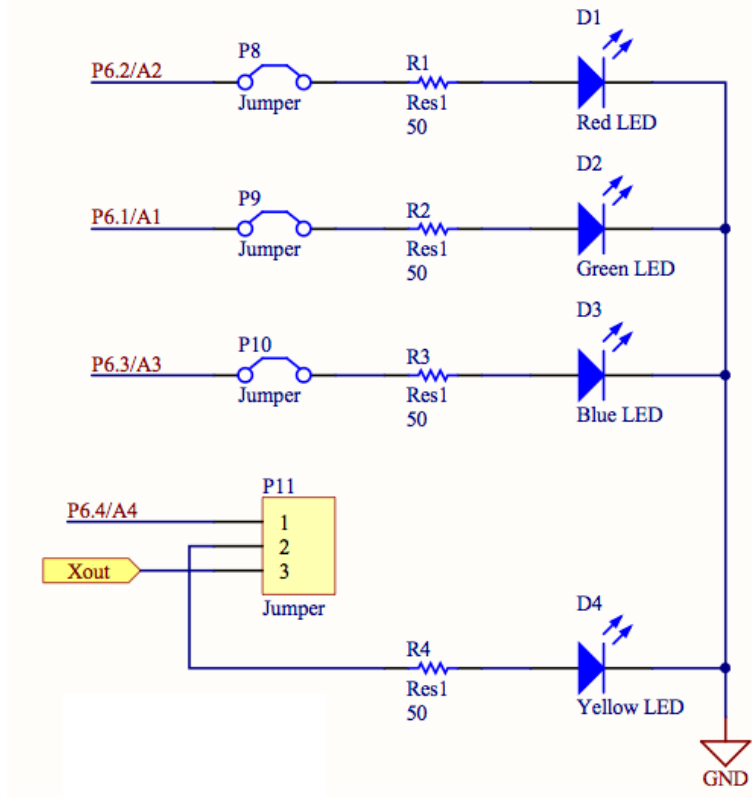 D1
P8
P6.2/A2
R1
Jumper
Res1
50
Red LED
D2
P9
P6.1/A1
R2
Jumper
Res1
50
Green LED
D3
P10
P6.3/A3
R3
Jumper
Res1
50
Blue LED
P11
P6.4/A4
1
2
Xout
3
Jumper
D4
R4
Res1
50
Yellow LED
GND